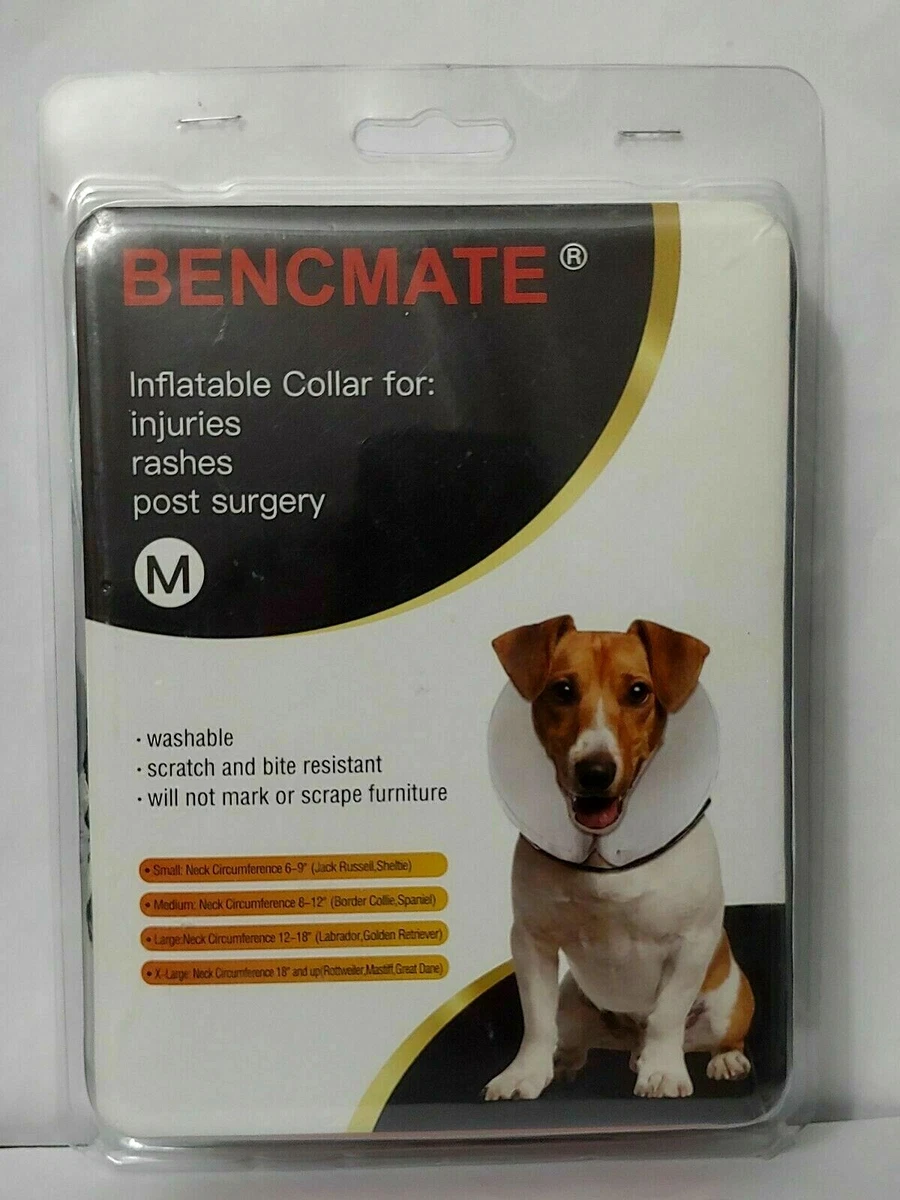 BENCMATE®
Inflatable Collar for:
injuries
rashes
post surgery
M
· washable
· scratch and bite resistant
· will not mark or scrape furniture
• Small: Neck Circumference 6-9" (Jack Russell,Sheltie)
• Medium: Neck Circumference 8-12" (Border Collie,Spaniel)
• Large:Neck Circumference 12-18" (Labrador,Golden Retriever)
• X-Large: Neck Circumference 18" and up(Rottweiler,Mastiff,Great Dane)